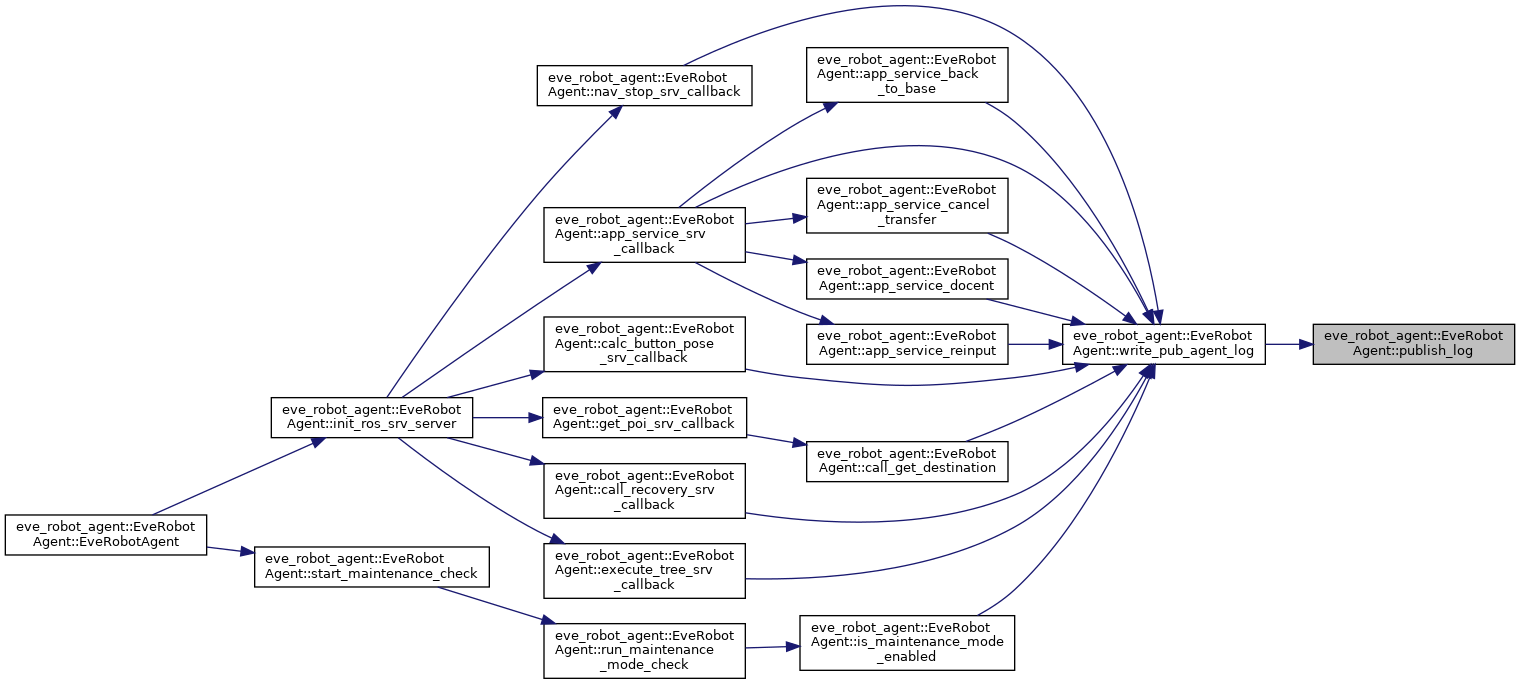 eve_robot_agent::EveRobot
Agent::nav_stop_srv_callback
eve_robot_agent::EveRobot
Agent::app_service_back
_to_base
eve_robot_agent::EveRobot
Agent::app_service_cancel
_transfer
eve_robot_agent::EveRobot
Agent::app_service_srv
_callback
eve_robot_agent::EveRobot
Agent::app_service_docent
eve_robot_agent::EveRobot
Agent::calc_button_pose
_srv_callback
eve_robot_agent::EveRobot
Agent::app_service_reinput
eve_robot_agent::EveRobot
Agent::write_pub_agent_log
eve_robot_agent::EveRobot
Agent::publish_log
eve_robot_agent::EveRobot
Agent::init_ros_srv_server
eve_robot_agent::EveRobot
Agent::get_poi_srv_callback
eve_robot_agent::EveRobot
Agent::call_get_destination
eve_robot_agent::EveRobot
Agent::call_recovery_srv
_callback
eve_robot_agent::EveRobot
Agent::EveRobotAgent
eve_robot_agent::EveRobot
Agent::start_maintenance_check
eve_robot_agent::EveRobot
Agent::execute_tree_srv
_callback
eve_robot_agent::EveRobot
Agent::run_maintenance
_mode_check
eve_robot_agent::EveRobot
Agent::is_maintenance_mode
_enabled